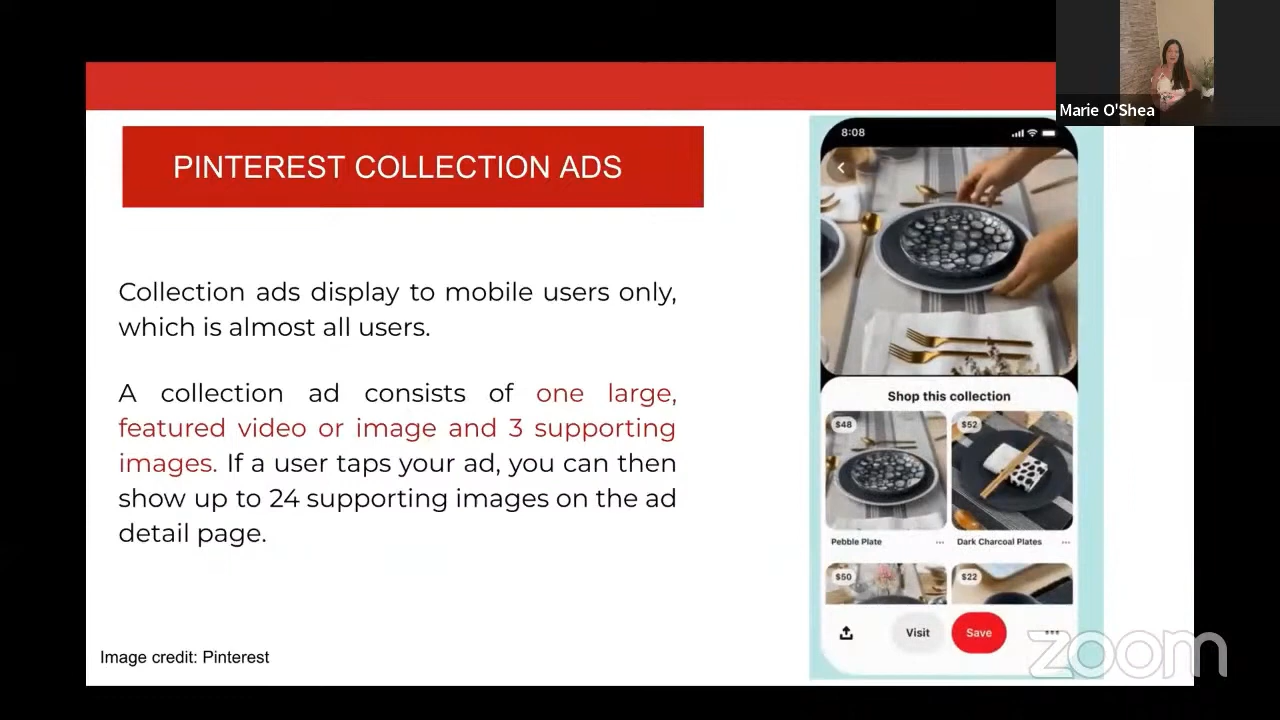 Marie O'Shea
PINTEREST COLLECTION ADS
Collection ads display to mobile users only,
which is almost all users.
A collection ad consists of one large,
featured video or image and 3 supporting
images. If a user taps your ad, you can then
show up to 24 supporting images on the ad
detail page.
Image credit: Pinterest
8:08
Shop this collection
$48
$52
Pebble Plate
Dark Charcoal Plates
$50
$22
Visit
Save
zoom